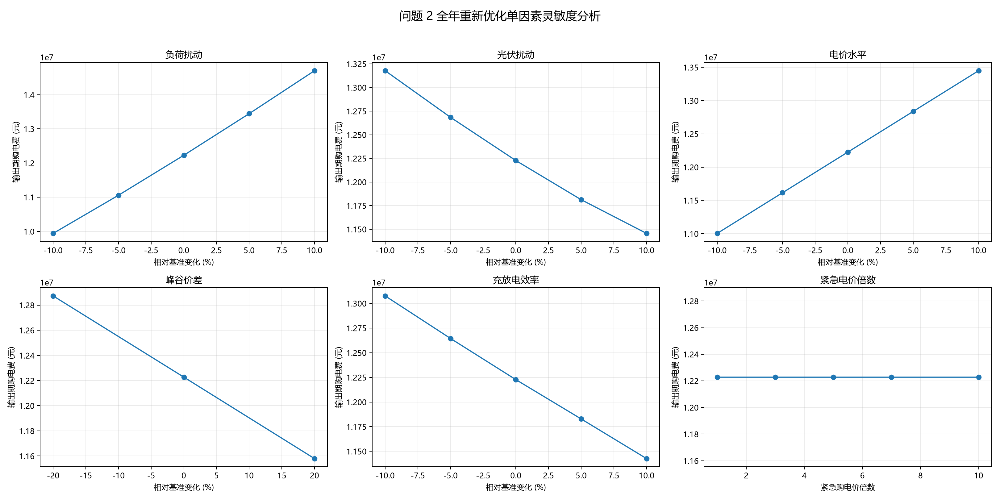 问题 2 全年重新优化单因素灵敏度分析
负荷扰动
1e7
输出期购电费 (元)
1.4
1.3
1.2
1.1
1.0
-10.0 -7.5 -5.0 -2.5 0.0 2.5 5.0 7.5 10.0
相对基准变化 (%)
光伏扰动
1e7
输出期购电费 (元)
1.325
1.300
1.275
1.250
1.225
1.200
1.175
1.150
-10.0 -7.5 -5.0 -2.5 0.0 2.5 5.0 7.5 10.0
相对基准变化 (%)
电价水平
1e7
输出期购电费 (元)
1.35
1.30
1.25
1.20
1.15
1.10
-10.0 -7.5 -5.0 -2.5 0.0 2.5 5.0 7.5 10.0
相对基准变化 (%)
峰谷价差
1e7
输出期购电费 (元)
1.28
1.26
1.24
1.22
1.20
1.18
1.16
-20 -15 -10 -5 0 5 10 15 20
相对基准变化 (%)
充放电效率
1e7
输出期购电费 (元)
1.300
1.275
1.250
1.225
1.200
1.175
1.150
-10.0 -7.5 -5.0 -2.5 0.0 2.5 5.0 7.5 10.0
相对基准变化 (%)
紧急电价倍数
1e7
输出期购电费 (元)
1.28
1.26
1.24
1.22
1.20
1.18
1.16
2 4 6 8 10
紧急购电价倍数